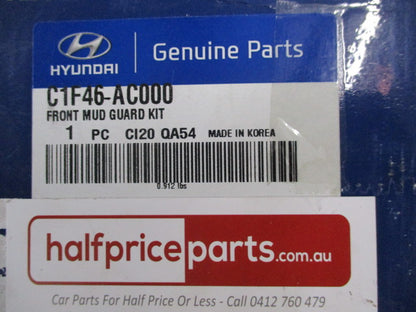 HYUNDAI
Genuine Parts
C1F46-AC000
FRONT MUD GUARD KIT
1 PC CI20 QA54 MADE IN KOREA
0.912 lbs
halfpriceparts.com.au
Car Parts For Half Price Or Less - Call 0412 760 479